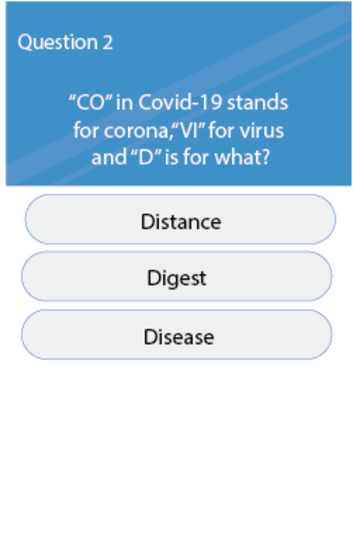 Question 2
“CO” in Covid-19 stands
for corona,“VI” for virus
and “D” is for what?
Distance
Digest
Disease